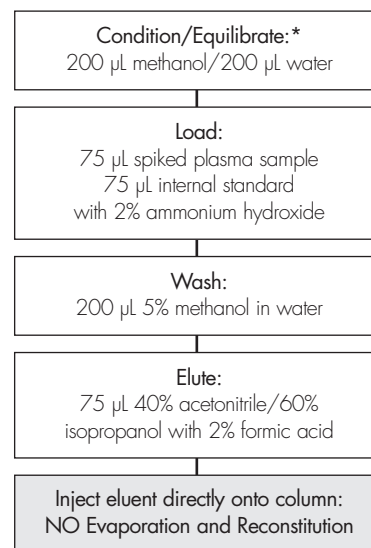 Condition/Equilibrate:*
200 µL methanol/200 µL water
Load:
75 µL spiked plasma sample
75 µL internal standard
with 2% ammonium hydroxide
Wash:
200 µL 5% methanol in water
Elute:
75 µL 40% acetonitrile/60%
isopropanol with 2% formic acid
Inject eluent directly onto column:
NO Evaporation and Reconstitution